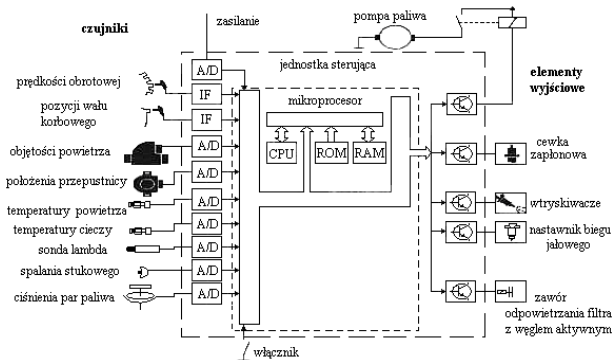 czujniki
zasilanie
pompa paliwa
jednostka sterująca
elementy
wyjściowe
prędkości obrotowej
pozycji wału
korbowego
objętości powietrza
położenia przepustnicy
temperatury powietrza
temperatury cieczy
sonda lambda
spalania stukowego
ciśnienia par paliwa
A/D
IF
IF
A/D
A/D
A/D
A/D
A/D
A/D
A/D
mikroprocesor
CPU
ROM
RAM
włącznik
cewka
zapłonowa
wtryskiwacze
nastawnik biegu
jałowego
zawór
odpowietrzania filtra
z węglem aktywnym